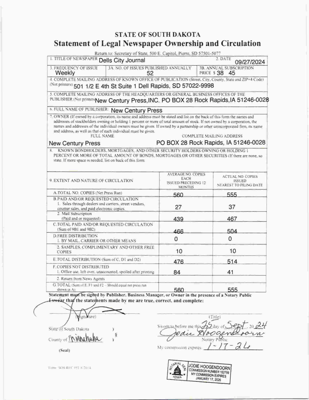 STATE OF SOUTH DAKOTA
Statement of Legal Newspaper Ownership and Circulation
Return to: Secretary of State, 500 E. Capitol, Pierre, SD 57501-5077
1. TITLE OF NEWSPAPER Dells City Journal
2. DATE 09/27/2024
3. FREQUENCY OF ISSUE Weekly
3A. NO. OF ISSUES PUBLISHED ANNUALLY 52
3B. ANNUAL SUBSCRIPTION PRICE $ 38 45
4. COMPLETE MAILING ADDRESS OF KNOWN OFFICE OF PUBLICATION (Street, City, County, State and ZIP+4 Code)
(Not printers) 501 1/2 E 4th St Suite 1 Dell Rapids, SD 57022-9998
5. COMPLETE MAILING ADDRESS OF THE HEADQUARTERS OR GENERAL BUSINESS OFFICES OF THE
PUBLISHER (Not printers) New Century Press,INC. PO BOX 28 Rock Rapids,IA 51246-0028
6. FULL NAME OF PUBLISHER: New Century Press
7. OWNER (If owned by a corporation, its name and address must be stated and list on the back of this form the names and
addresses of stockholders owning or holding 1 percent or more of total amount of stock. If not owned by a corporation, the
names and addresses of the individual owners must be given. If owned by a partnership or other unincorporated firm, its name
and address, as well as that of each individual must be given.
FULL NAME COMPLETE MAILING ADDRESS
New Century Press PO BOX 28 Rock Rapids, IA 51246-0028
8. KNOWN BONDHOLDERS, MORTGAGES, AND OTHER SECURITY HOLDERS OWNING OR HOLDING 1
PERCENT OR MORE OF TOTAL AMOUNT OF BONDS, MORTGAGES OR OTHER SECURITIES (If there are none, so
state. If more space is needed, list on back of this form)
9. EXTENT AND NATURE OF CIRCULATION
AVERAGE NO. COPIES EACH ISSUE PRECEDING 12 MONTHS
ACTUAL NO. COPIES ISSUED NEAREST TO FILING DATE
A. TOTAL NO. COPIES (Net Press Run) 560 555
B. PAID AND/OR REQUESTED CIRCULATION
1. Sales through dealers and carriers, street vendors,
counter sales, and paid electronic copies. 27 37
2. Mail Subscription
(Paid and/or requested) 439 467
C. TOTAL PAID AND/OR REQUESTED CIRCULATION
(Sum of 9B1 and 9B2) 466 504
D. FREE DISTRIBUTION
1. BY MAIL, CARRIER OR OTHER MEANS 0 0
2. SAMPLES, COMPLIMENTARY AND OTHER FREE
COPIES 10 10
E. TOTAL DISTRIBUTION (Sum of C, D1 and D2) 476 514
F. COPIES NOT DISTRIBUTED
1. Office use, left over, unaccounted, spoiled after printing 84 41
2. Return from News Agents
G. TOTAL (Sum of E, F1 and F2 - Should equal net press run
shown in A) 560 555
Statement must be signed by Publisher, Business Manager, or Owner in the presence of a Notary Public
I swear that the statements made by me are true, correct, and complete:
(Signature)
(Title)
State of South Dakota
County of Minnehaha
(Seal)
Sworn to before me this 25 day of Sept 20 24
Jodie Hoogendoorn
Notary Public
My commission expires: 1-17-26
JODIE HOOGENDOORN
MY COMMISSION EXPIRES
JANUARY 17, 2026